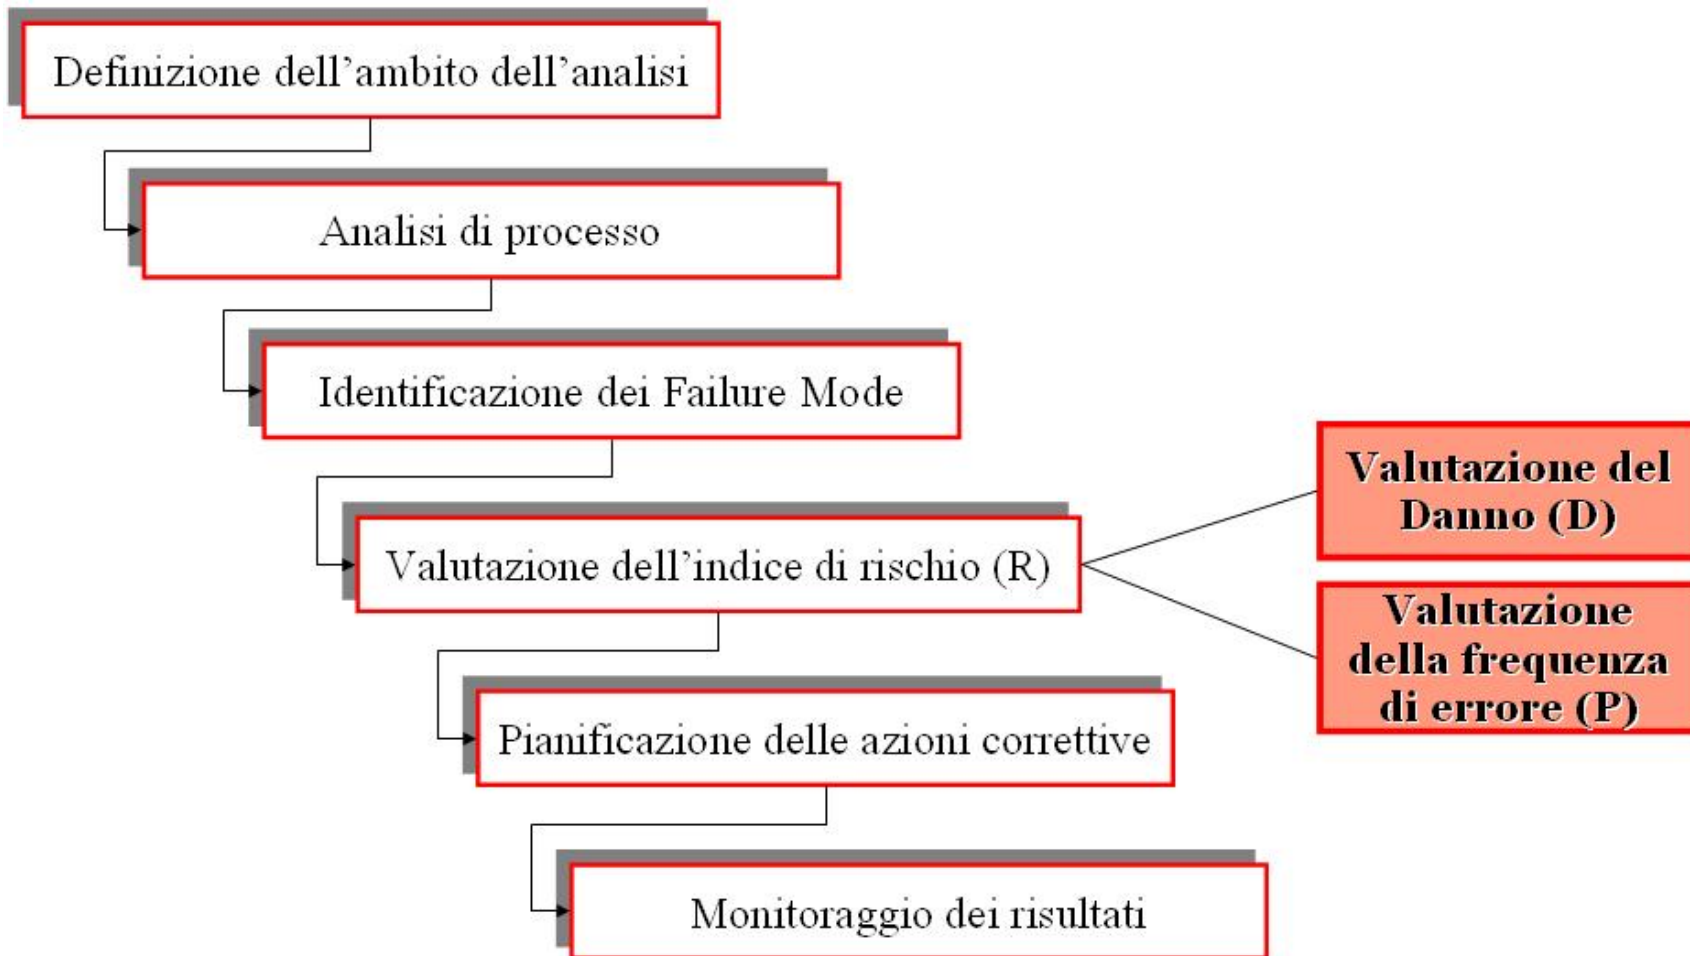 Definizione dell’ambito dell’analisi
Analisi di processo
Identificazione dei Failure Mode
Valutazione dell’indice di rischio (R)
Valutazione del
Danno (D)
Valutazione
della frequenza
di errore (P)
Pianificazione delle azioni correttive
Monitoraggio dei risultati